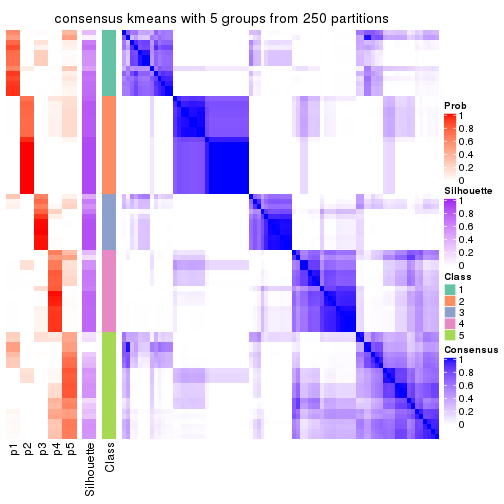 consensus kmeans with 5 groups from 250 partitions
Prob
1
0.8
0.6
0.4
0.2
0
Silhouette
1
0.8
0.6
0.4
0.2
0
Class
1
2
3
4
5
Consensus
1
0.8
0.6
0.4
0.2
0
p1
p2
p3
p4
p5
Silhouette
Class